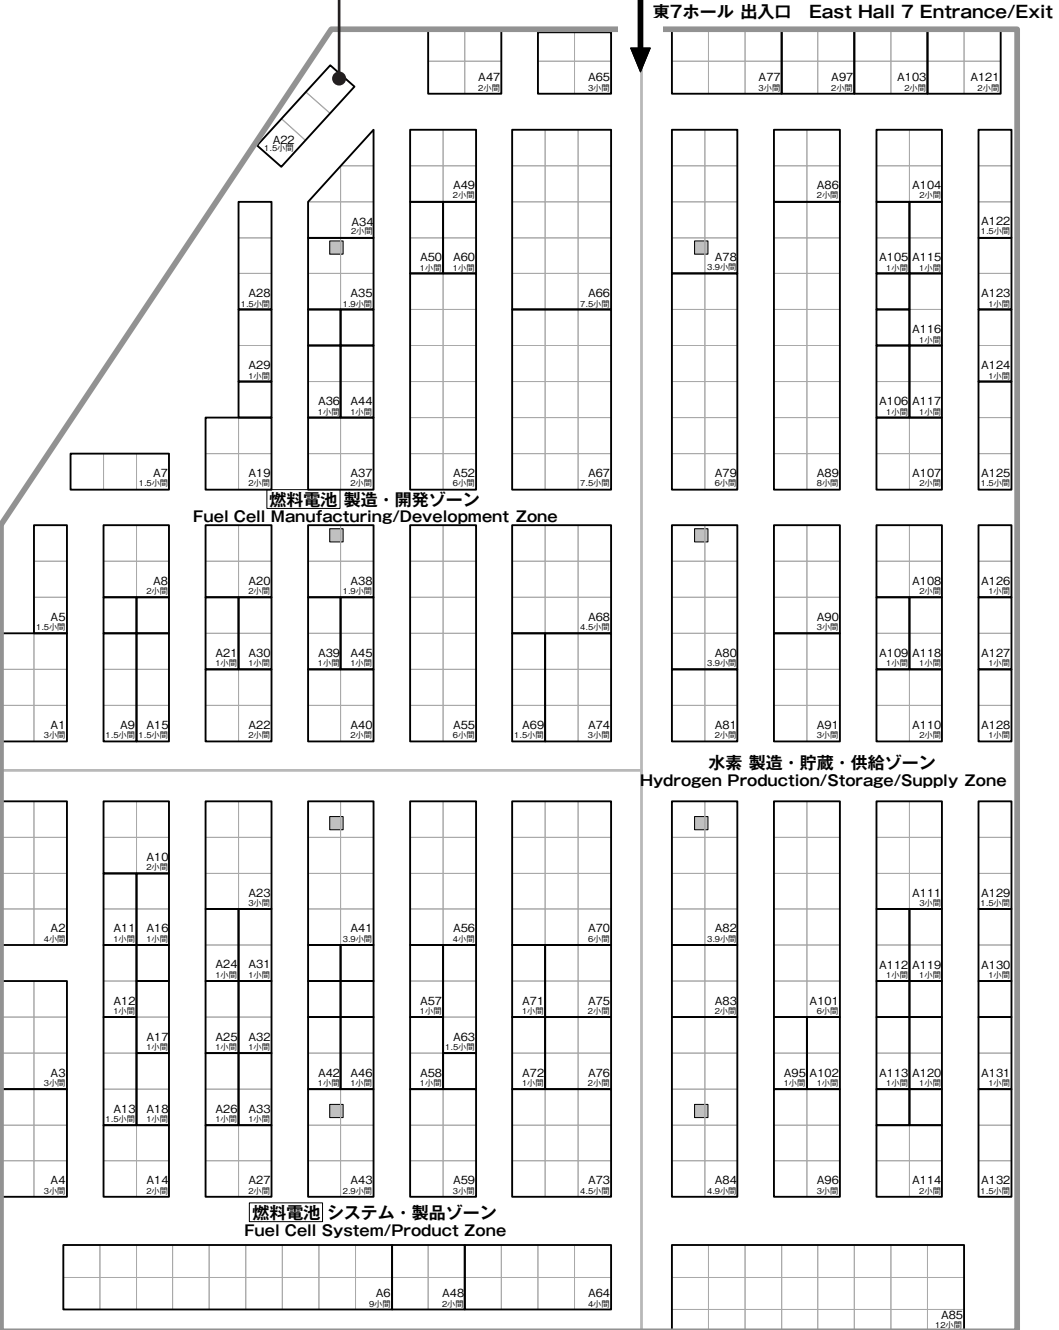 東7ホール 出入口　East Hall 7 Entrance/Exit
A47
2小間
A65
3小間
A77
3小間
A97
2小間
A103
2小間
A121
2小間
A22
1.5小間
A49
2小間
A86
2小間
A104
2小間
A34
2小間
A122
1.5小間
A50
1小間
A60
1小間
A78
3.9小間
A105
1小間
A115
1小間
A28
1.5小間
A35
1.9小間
A66
7.5小間
A123
1小間
A116
1小間
A29
1小間
A124
1小間
A36
1小間
A44
1小間
A106
1小間
A117
1小間
A7
1.5小間
A19
2小間
A37
2小間
A52
6小間
A67
7.5小間
A79
6小間
A89
8小間
A107
2小間
A125
1.5小間
燃料電池 製造・開発ゾーン
Fuel Cell Manufacturing/Development Zone
A8
2小間
A20
2小間
A38
1.9小間
A108
2小間
A126
1小間
A5
1.5小間
A68
4.5小間
A90
3小間
A21
1小間
A30
1小間
A39
1小間
A45
1小間
A80
3.9小間
A109
1小間
A118
1小間
A127
1小間
A1
3小間
A9
1.5小間
A15
1.5小間
A22
2小間
A40
2小間
A55
6小間
A69
1.5小間
A74
3小間
A81
2小間
A91
3小間
A110
2小間
A128
1小間
水素 製造・貯蔵・供給ゾーン
Hydrogen Production/Storage/Supply Zone
A10
2小間
A23
3小間
A111
3小間
A129
1.5小間
A2
4小間
A11
1小間
A16
1小間
A41
3.9小間
A56
4小間
A70
6小間
A82
3.9小間
A24
1小間
A31
1小間
A112
1小間
A119
1小間
A130
1小間
A12
1小間
A57
1小間
A71
1小間
A75
2小間
A83
2小間
A101
6小間
A17
1小間
A25
1小間
A32
1小間
A63
1.5小間
A3
3小間
A42
1小間
A46
1小間
A58
1小間
A72
1小間
A76
2小間
A95
1小間
A102
1小間
A113
1小間
A120
1小間
A131
1小間
A13
1.5小間
A18
1小間
A26
1小間
A33
1小間
A4
3小間
A14
2小間
A27
2小間
A43
2.9小間
A59
3小間
A73
4.5小間
A84
4.9小間
A96
3小間
A114
2小間
A132
1.5小間
燃料電池 システム・製品ゾーン
Fuel Cell System/Product Zone
A6
9小間
A48
2小間
A64
4小間
A85
12小間